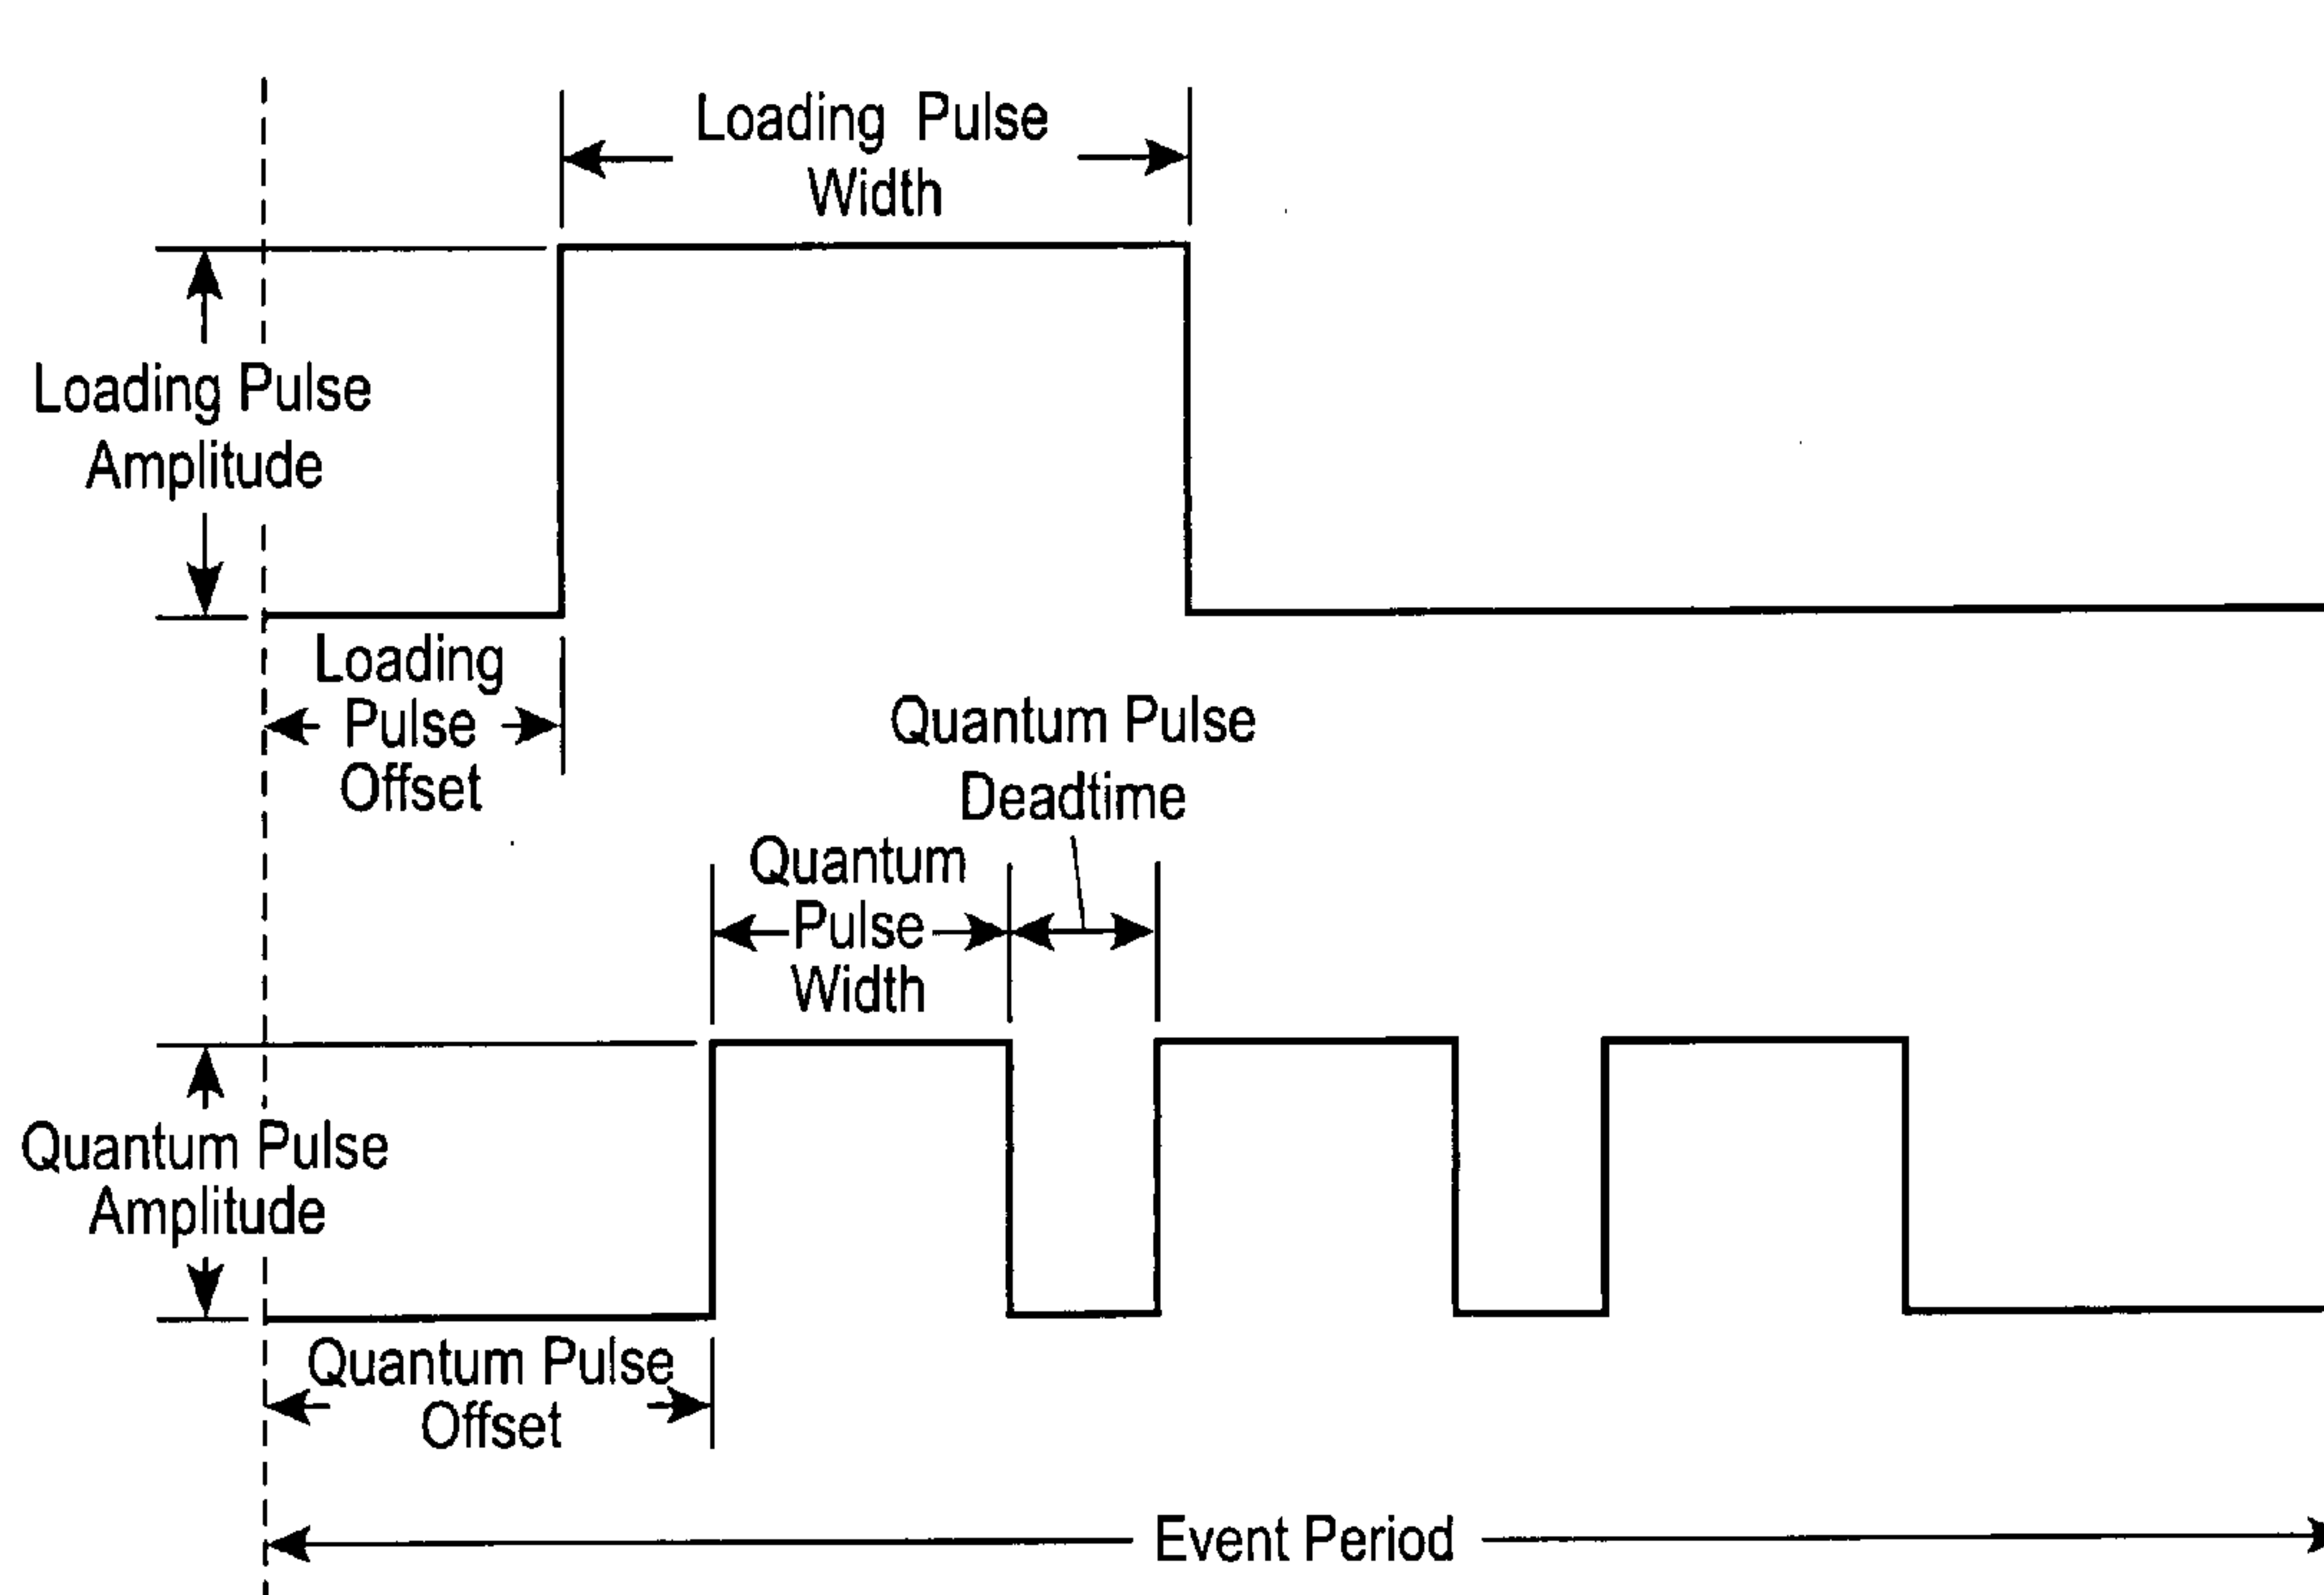 Loading Pulse
Width
Loading Pulse
Amplitude
Loading
Pulse
Offset
Quantum Pulse
Deadtime
Quantum
Pulse
Width
Quantum Pulse
Amplitude
Quantum Pulse
Offset
Event Period